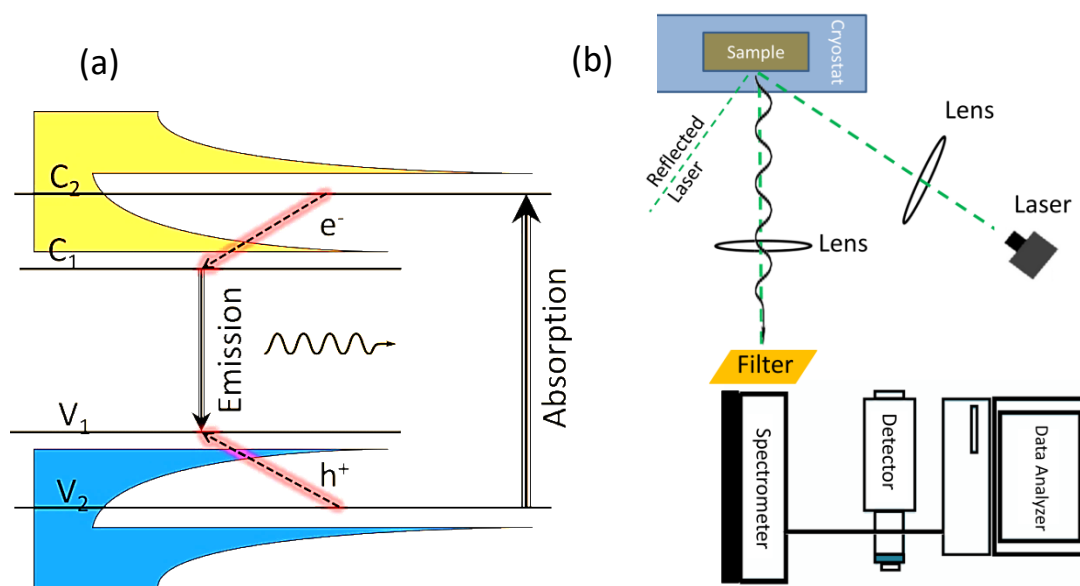 (a)
C₂
e⁻
C₁
Emission
Absorption
V₁
h⁺
V₂
(b)
Sample
Cryostat
Reflected
Laser
Lens
Laser
Lens
Filter
Spectrometer
Detector
Data Analyzer